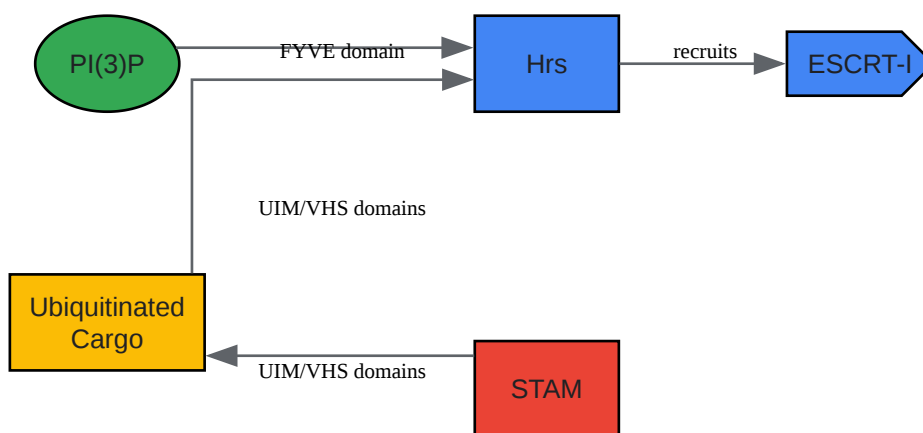 PI(3)P
FYVE domain
Hrs
recruits
ESCRT-I
UIM/VHS domains
Ubiquitinated
Cargo
UIM/VHS domains
STAM